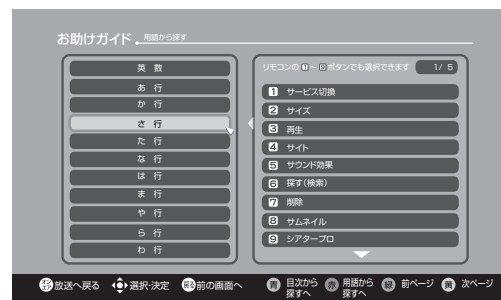 お助けガイド 用語から探す
英 数
あ 行
か 行
さ 行
た 行
な 行
は 行
ま 行
や 行
ら 行
わ 行
リモコンの 1 ~ 9 ボタンでも選択できます 1/ 5
1 サービス切換
2 サイズ
3 再生
4 サイト
5 サウンド効果
6 探す(検索)
7 削除
8 サムネイル
9 シアタープロ
放送へ戻る 選択・決定 戻る 前の画面へ 青 目次から探すへ 赤 用語から探すへ 緑 前ページ 黄 次ページ